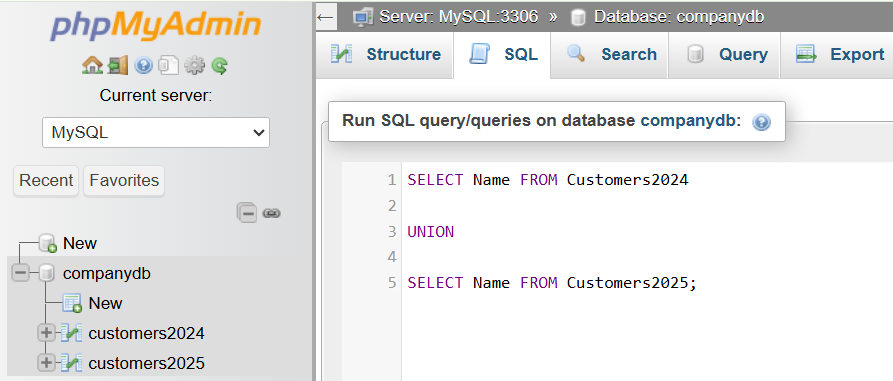 phpMyAdmin
Current server:
MySQL
Recent
Favorites
New
companydb
New
customers2024
customers2025
Server: MySQL:3306 » Database: companydb
Structure
SQL
Search
Query
Export
Run SQL query/queries on database companydb:
1 SELECT Name FROM Customers2024
2
3 UNION
4
5 SELECT Name FROM Customers2025;